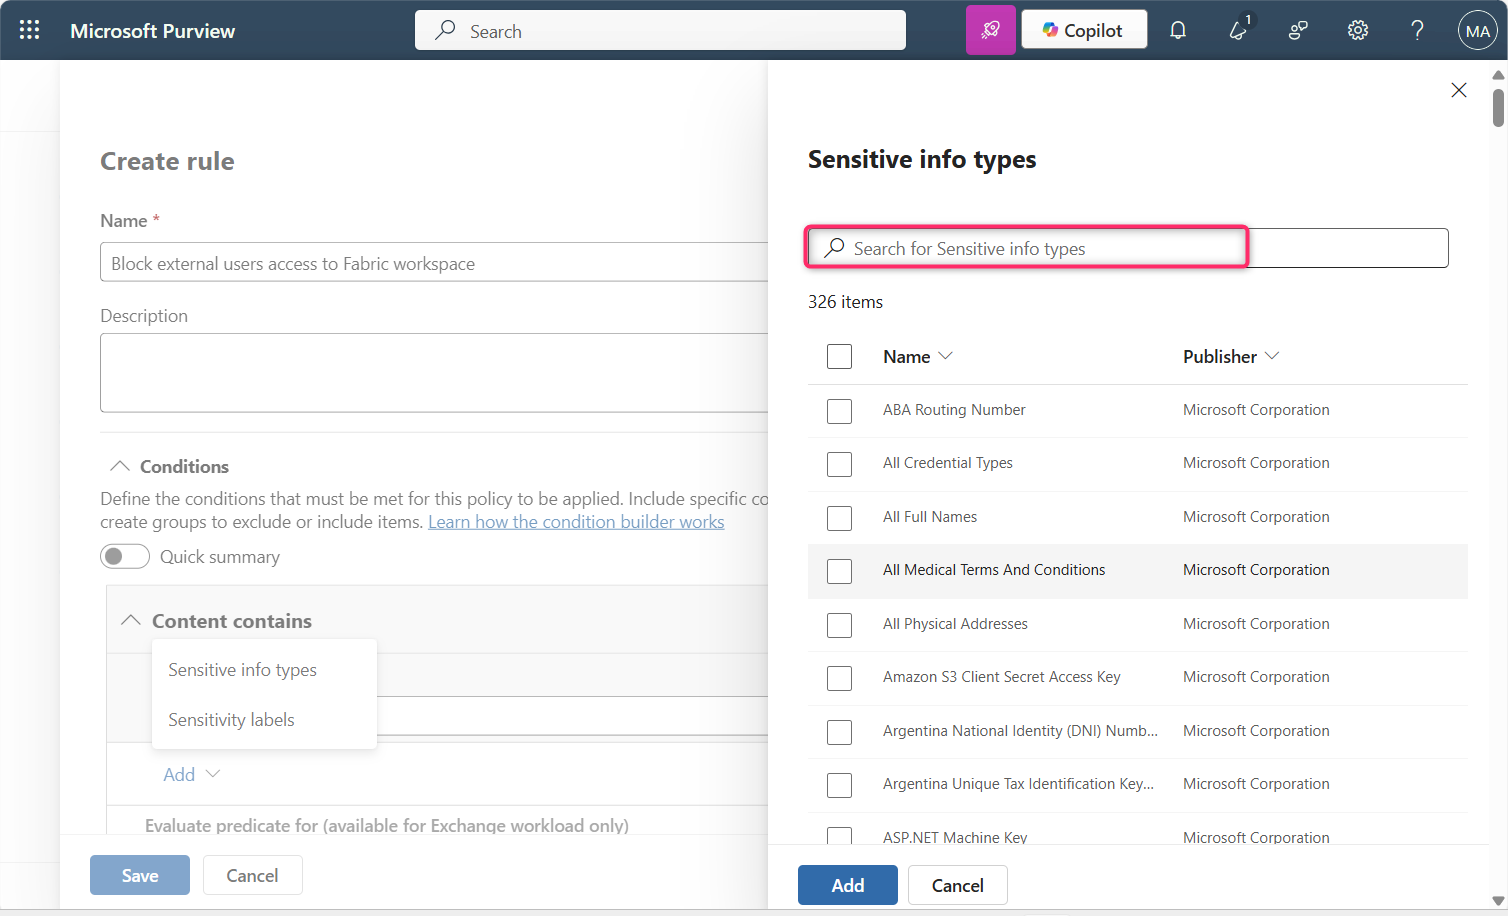 Microsoft Purview
Search
Copilot
1
MA
Create rule
Name *
Block external users access to Fabric workspace
Description
Conditions
Define the conditions that must be met for this policy to be applied. Include specific co
create groups to exclude or include items. Learn how the condition builder works
Quick summary
Content contains
Sensitive info types
Sensitivity labels
Add
Evaluate predicate for (available for Exchange workload only)
Save
Cancel
Sensitive info types
Search for Sensitive info types
326 items
Name
Publisher
ABA Routing Number
Microsoft Corporation
All Credential Types
Microsoft Corporation
All Full Names
Microsoft Corporation
All Medical Terms And Conditions
Microsoft Corporation
All Physical Addresses
Microsoft Corporation
Amazon S3 Client Secret Access Key
Microsoft Corporation
Argentina National Identity (DNI) Numb...
Microsoft Corporation
Argentina Unique Tax Identification Key...
Microsoft Corporation
ASP.NET Machine Key
Microsoft Corporation
Add
Cancel